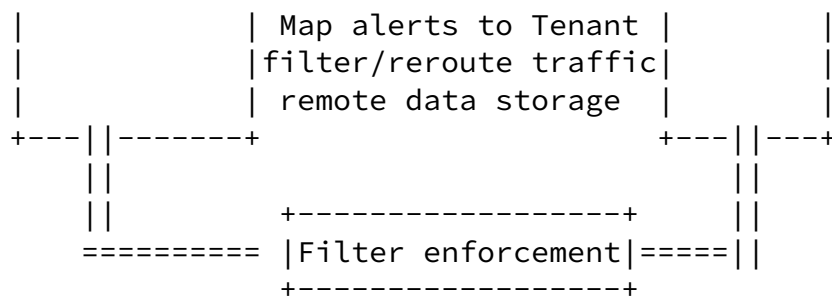 Map alerts to Tenant
filter/reroute traffic
remote data storage
Filter enforcement